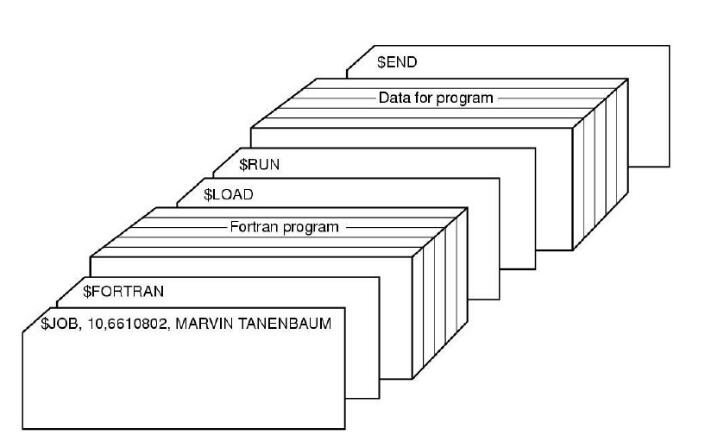 $END
Data for program
$RUN
$LOAD
Fortran program
$FORTRAN
$JOB, 10,6610802, MARVIN TANENBAUM